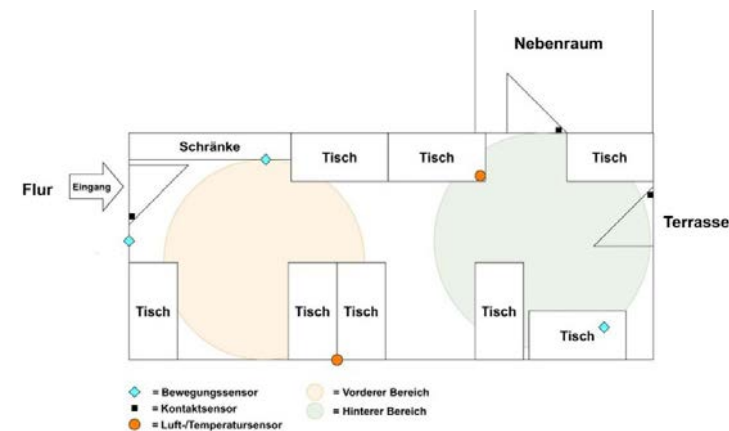 Nebenraum
Schränke
Tisch
Tisch
Tisch
Flur
Eingang
Terrasse
Tisch
Tisch
Tisch
Tisch
Tisch
= Bewegungssensor
= Kontaktsensor
= Luft-/Temperatursensor
= Vorderer Bereich
= Hinterer Bereich